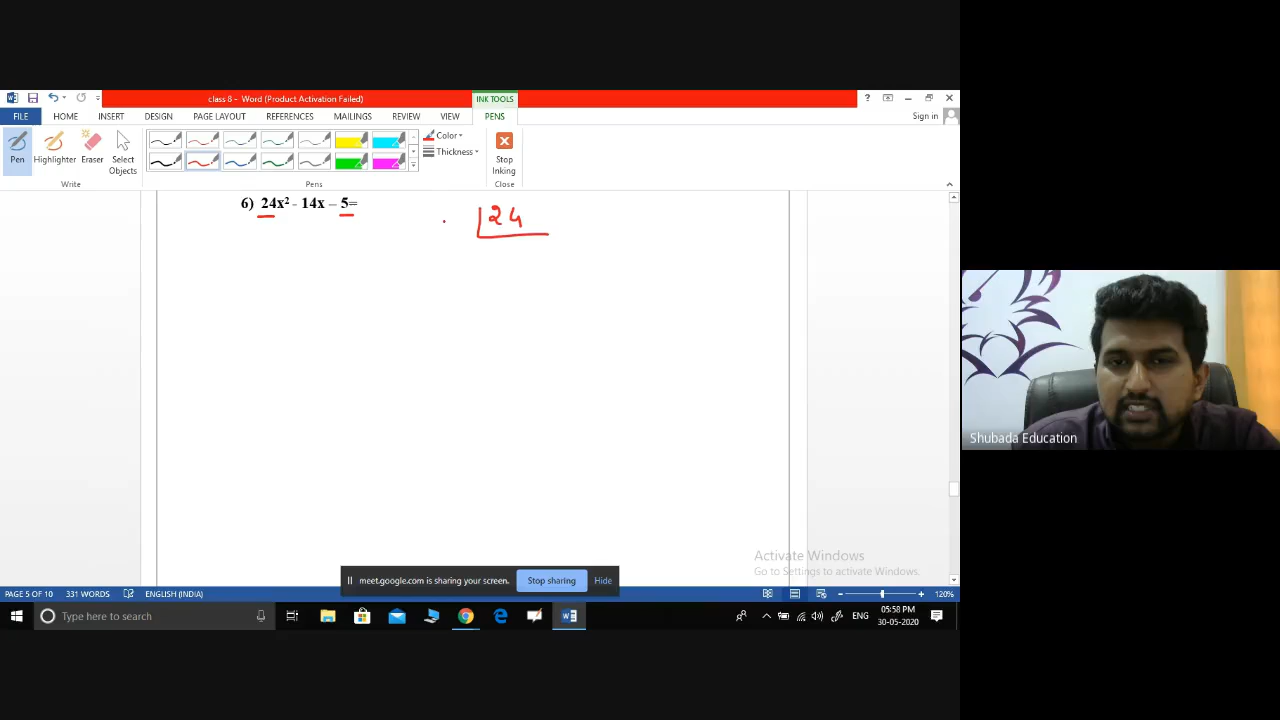 class 8 - Word (Product Activation Failed)
INK TOOLS
Sign in
FILE HOME INSERT DESIGN PAGE LAYOUT REFERENCES MAILINGS REVIEW VIEW PENS
Pen
Highlighter
Eraser
Select Objects
Color
Thickness
Stop Inking
Write
Pens
Close
6) 24x² - 14x – 5=
24
Shubada Education
Activate Windows
Go to Settings to activate Windows.
meet.google.com is sharing your screen. Stop sharing Hide
PAGE 5 OF 10 331 WORDS ENGLISH (INDIA) 120%
Type here to search
ENG
05:58 PM
30-05-2020